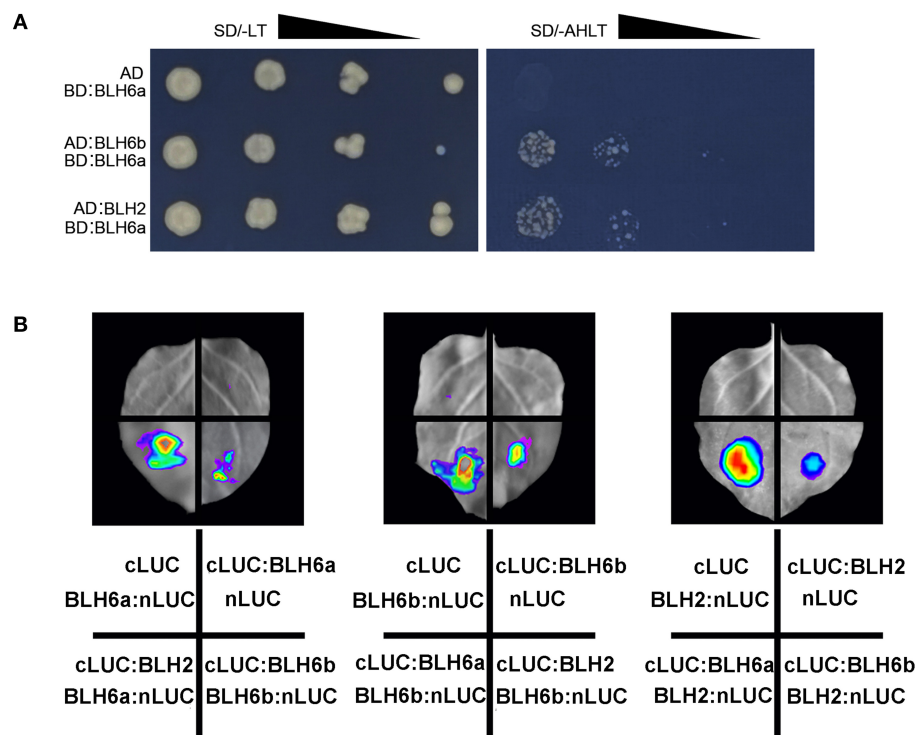 A
SD/-LT
SD/-AHLT
AD
BD:BLH6a
AD:BLH6b
BD:BLH6a
AD:BLH2
BD:BLH6a
B
cLUC
BLH6a:nLUC
cLUC:BLH6a
nLUC
cLUC:BLH2
BLH6a:nLUC
cLUC:BLH6b
BLH6b:nLUC
cLUC
BLH6b:nLUC
cLUC:BLH6b
nLUC
cLUC:BLH6a
BLH6b:nLUC
cLUC:BLH2
BLH6b:nLUC
cLUC
BLH2:nLUC
cLUC:BLH2
nLUC
cLUC:BLH6a
BLH2:nLUC
cLUC:BLH6b
BLH2:nLUC